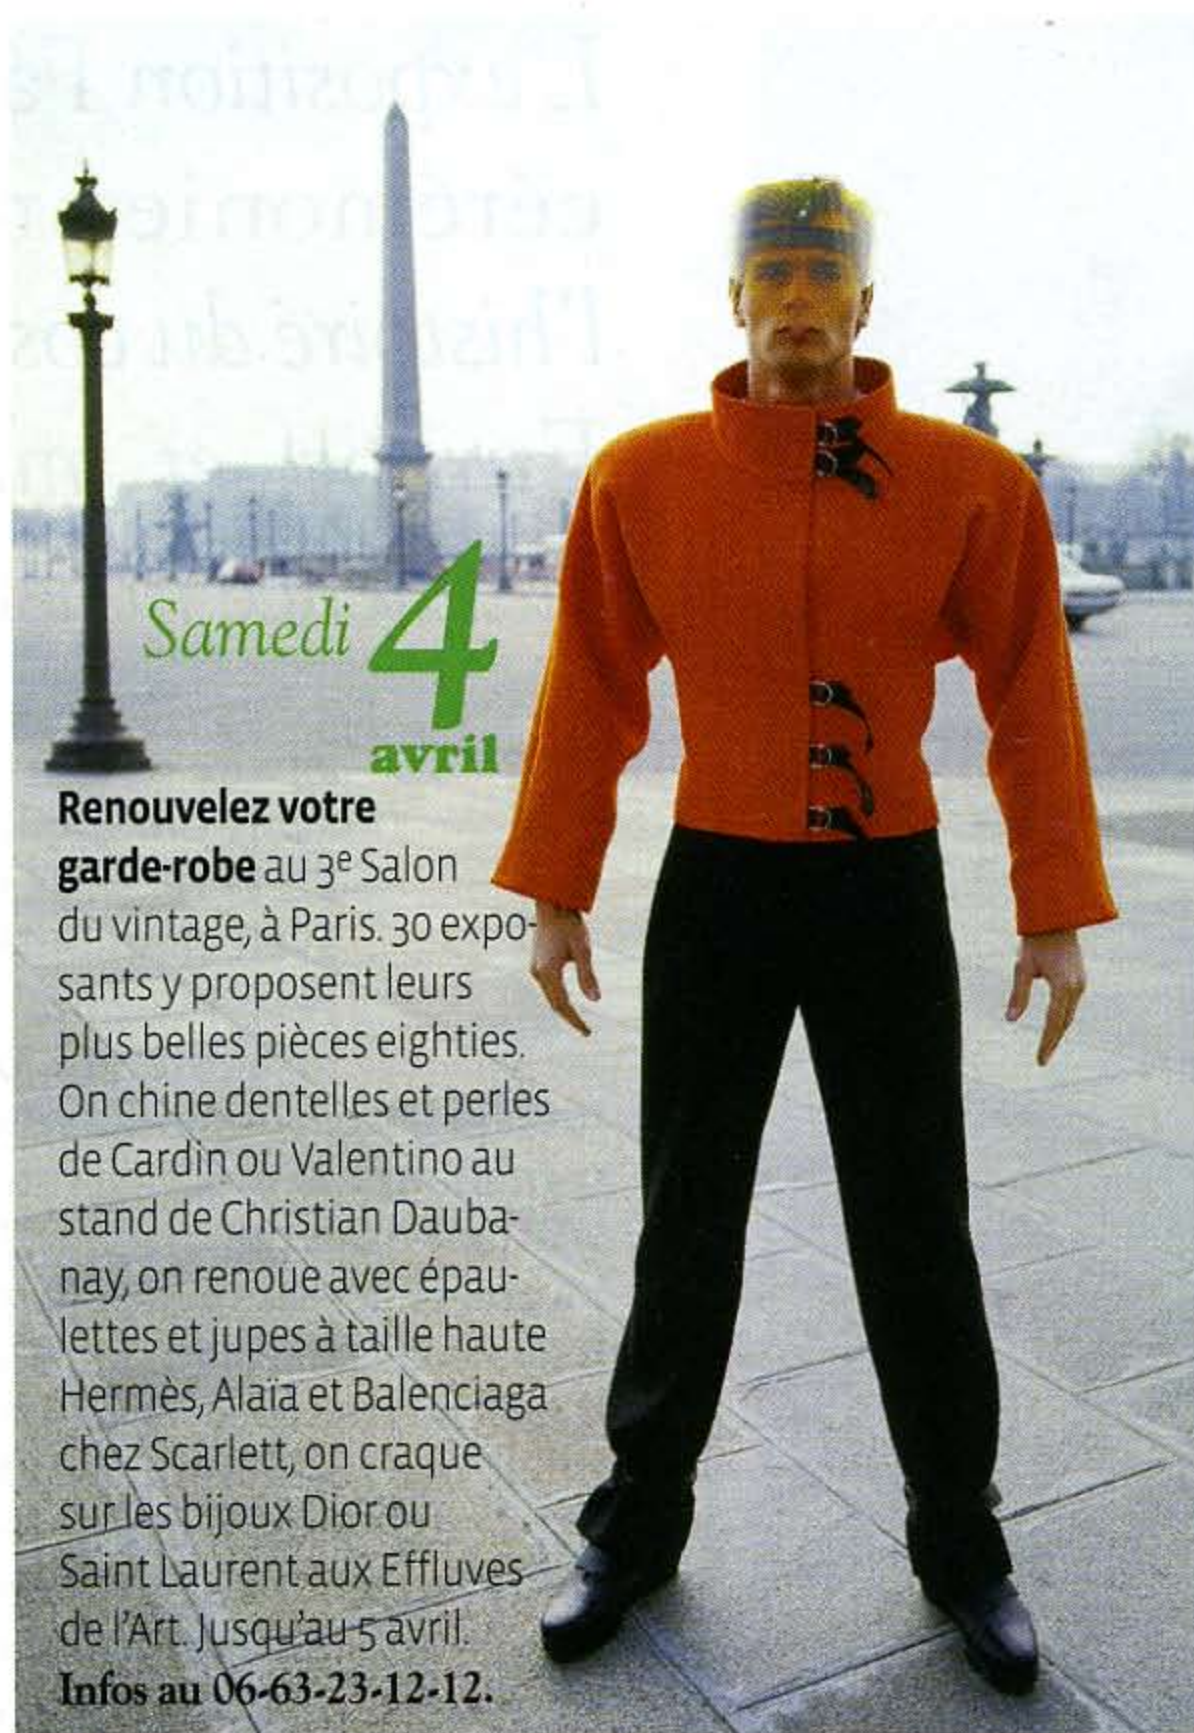 Samedi 4
avril
Renouvelez votre
garde-robe au 3e Salon
du vintage, à Paris. 30 expo-
sants y proposent leurs
plus belles pièces eighties.
On chine dentelles et perles
de Cardin ou Valentino au
stand de Christian Dauba-
nay, on renoue avec épau-
lettes et jupes à taille haute
Hermès, Alaïa et Balenciaga
chez Scarlett, on craque
sur les bijoux Dior ou
Saint Laurent aux Effluves
de l'Art. Jusqu'au 5 avril.
Infos au 06-63-23-12-12.